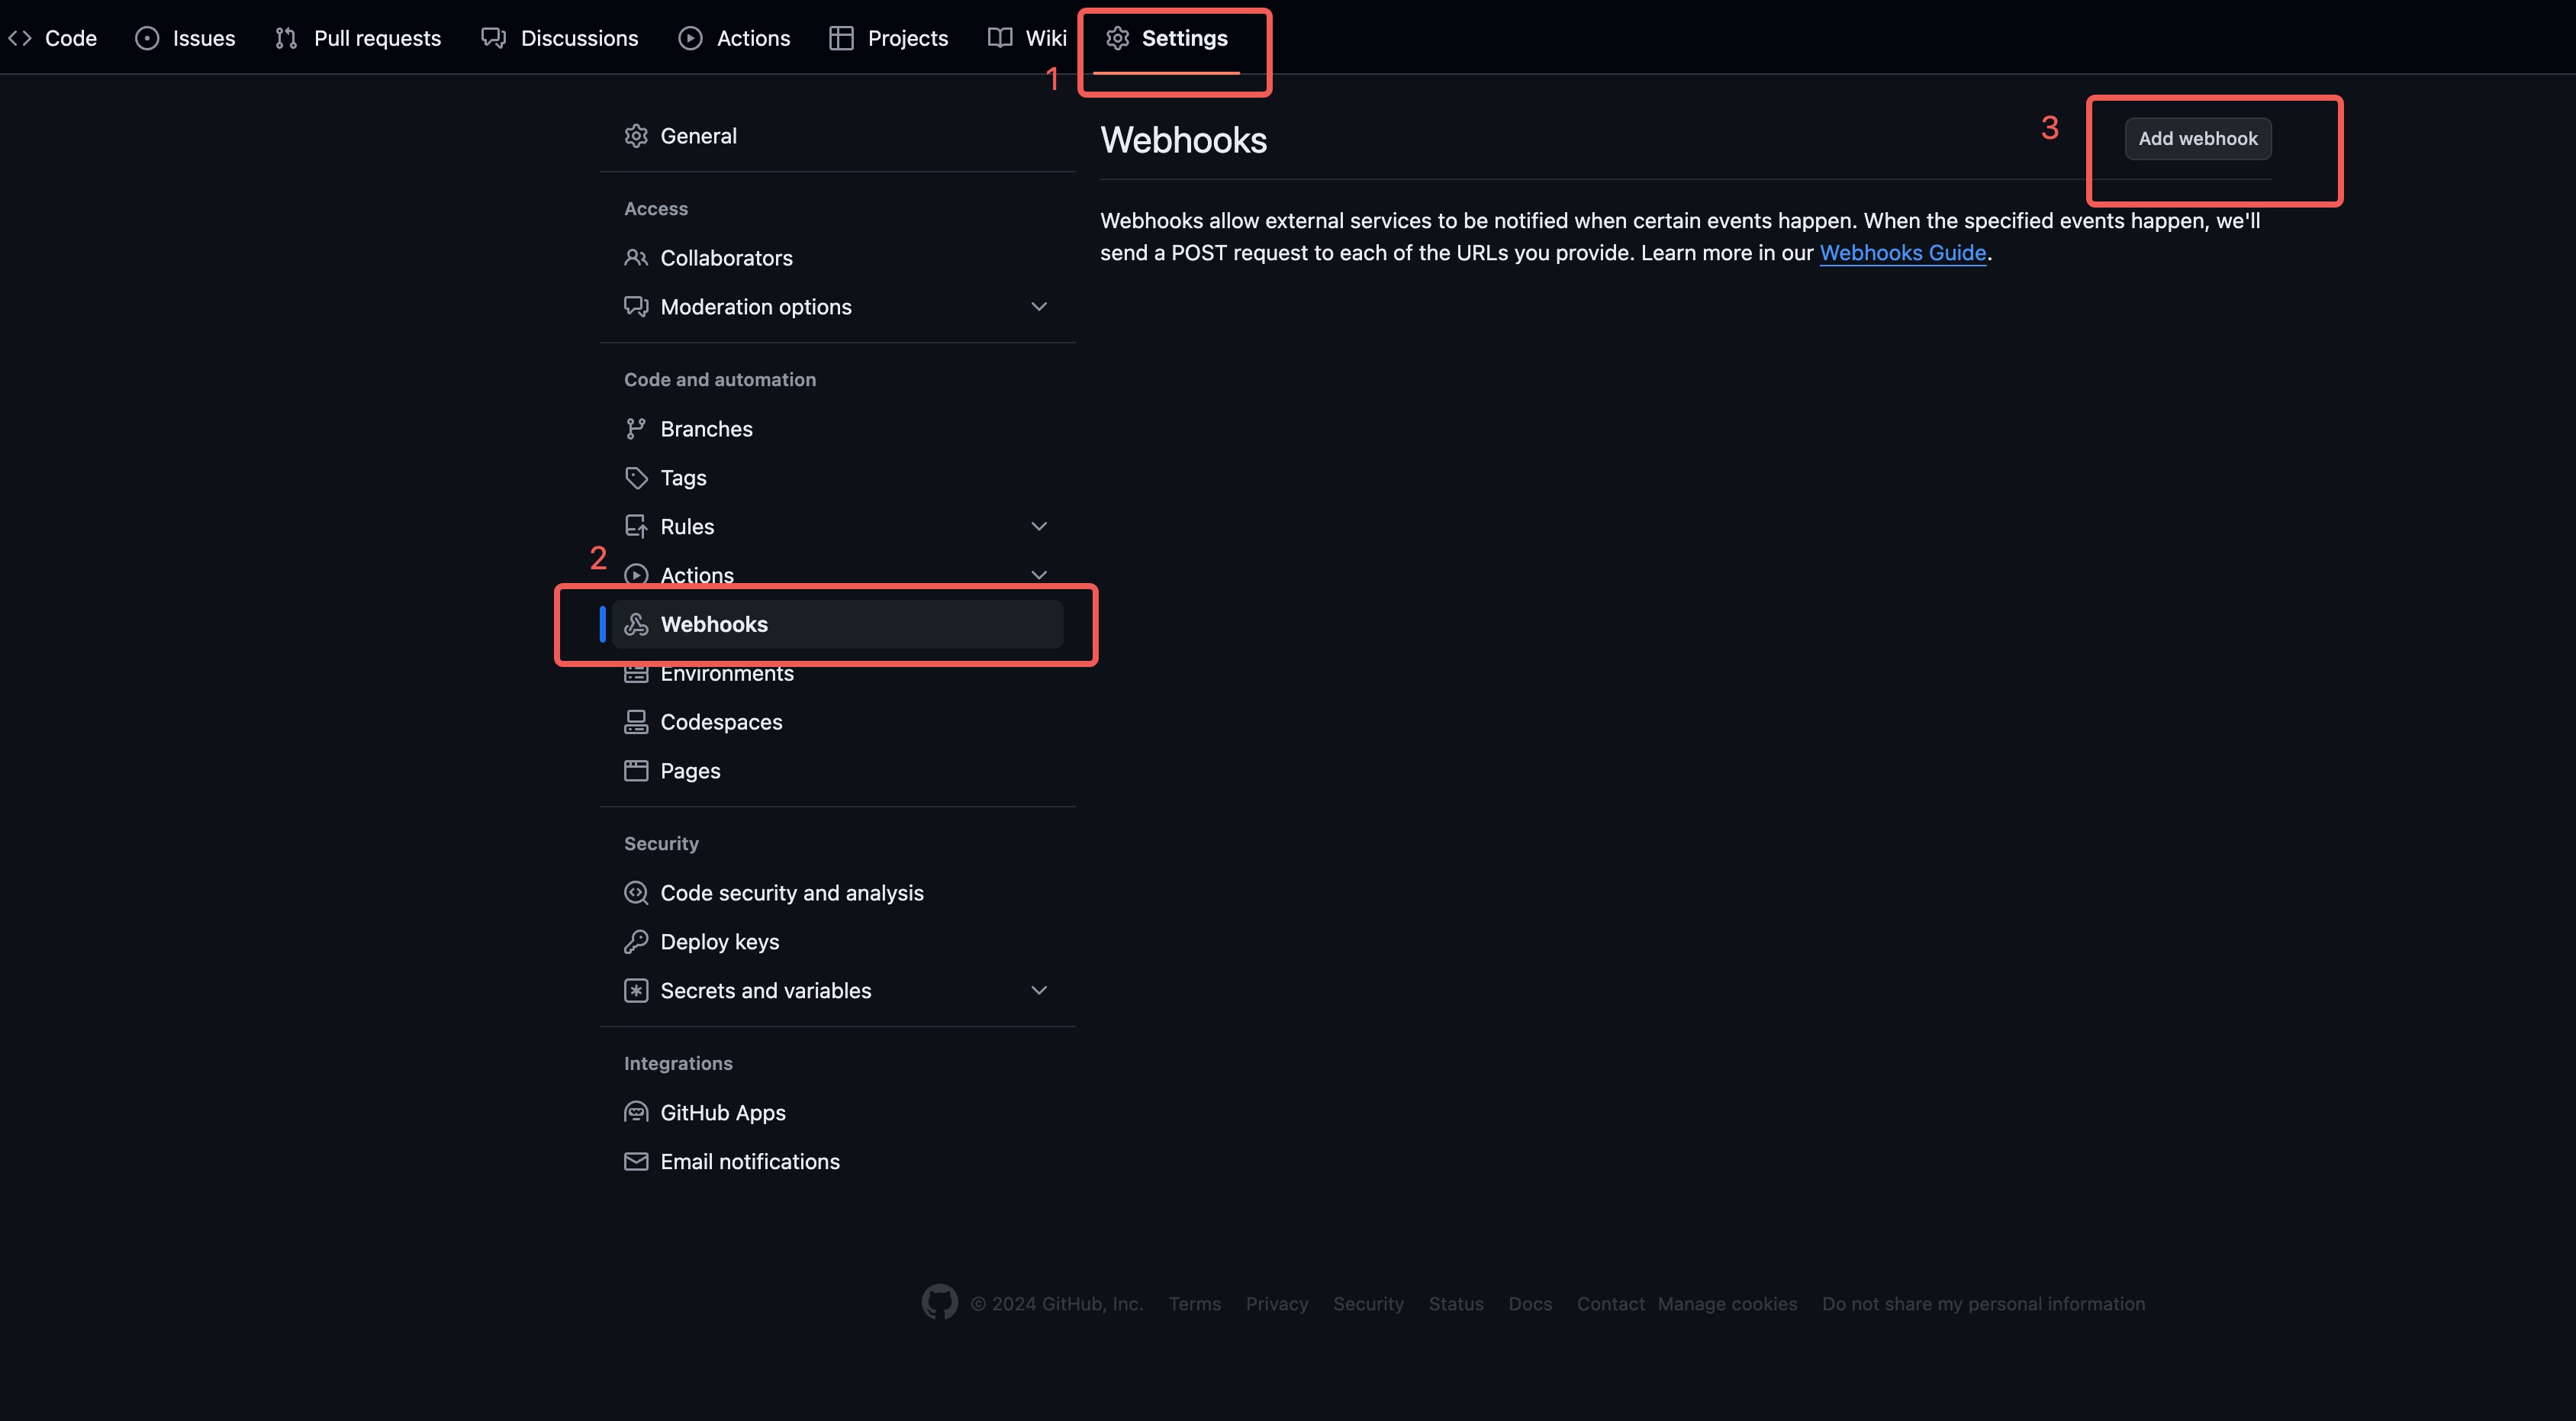 Code Issues Pull requests Discussions Actions Projects Wiki Settings
1
General
Access
Collaborators
Moderation options
Code and automation
Branches
Tags
Rules
2
Actions
Webhooks
Environments
Codespaces
Pages
Security
Code security and analysis
Deploy keys
Secrets and variables
Integrations
GitHub Apps
Email notifications
Webhooks
3
Add webhook
Webhooks allow external services to be notified when certain events happen. When the specified events happen, we'll
send a POST request to each of the URLs you provide. Learn more in our Webhooks Guide.
© 2024 GitHub, Inc. Terms Privacy Security Status Docs Contact Manage cookies Do not share my personal information